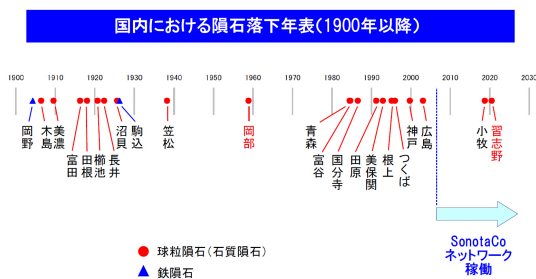 国内における隕石落下年表(1900年以降)
1900 1910 1920 1930 1940 1950 1960 1970 1980 1990 2000 2010 2020 2030
岡野
木島
美濃
富田
田根
櫛池
長井
沼貝
駒込
笠松
岡部
青森
富谷
国分寺
田原
美保関
根上
つくば
神戸
広島
小牧
習志野
SonotaCo
ネットワーク
稼働
球粒隕石(石質隕石)
鉄隕石